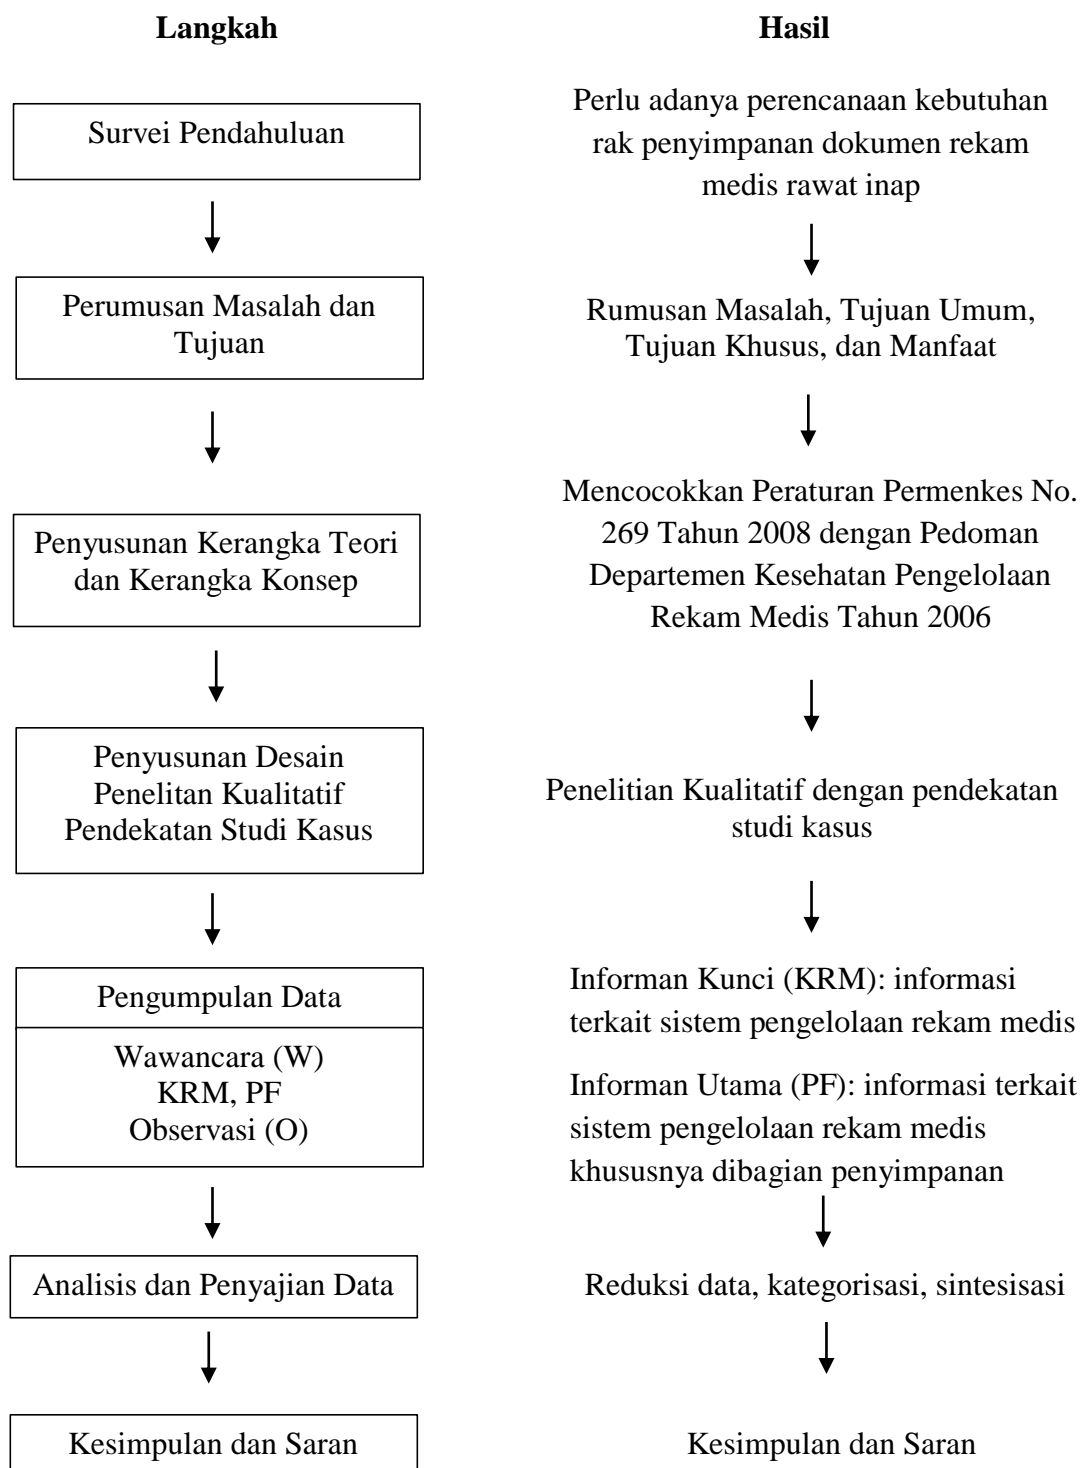 Langkah
Hasil
Survei Pendahuluan
Perlu adanya perencanaan kebutuhan
rak penyimpanan dokumen rekam
medis rawat inap
Perumusan Masalah dan
Tujuan
Rumusan Masalah, Tujuan Umum,
Tujuan Khusus, dan Manfaat
Penyusunan Kerangka Teori
dan Kerangka Konsep
Mencocokkan Peraturan Permenkes No.
269 Tahun 2008 dengan Pedoman
Departemen Kesehatan Pengelolaan
Rekam Medis Tahun 2006
Penyusunan Desain
Penelitan Kualitatif
Pendekatan Studi Kasus
Penelitian Kualitatif dengan pendekatan
studi kasus
Pengumpulan Data
Wawancara (W)
KRM, PF
Observasi (O)
Informan Kunci (KRM): informasi
terkait sistem pengelolaan rekam medis
Informan Utama (PF): informasi terkait
sistem pengelolaan rekam medis
khususnya dibagian penyimpanan
Analisis dan Penyajian Data
Reduksi data, kategorisasi, sintesisasi
Kesimpulan dan Saran
Kesimpulan dan Saran